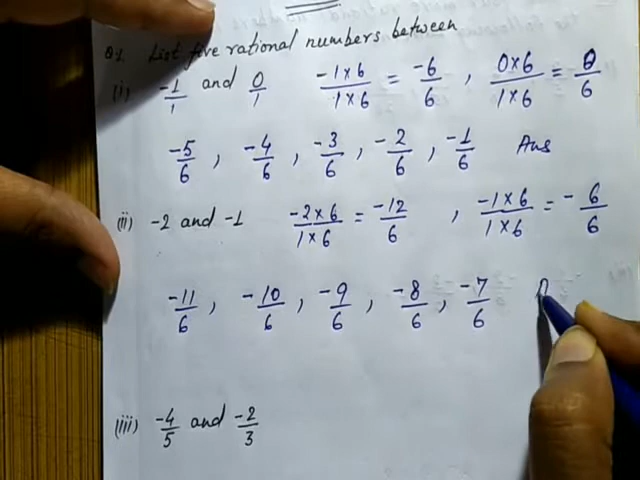 Q1. List five rational numbers between
(i) -1/1 and 0/1 -1×6/1×6 = -6/6 , 0×6/1×6 = 0/6
-5/6 , -4/6 , -3/6 , -2/6 , -1/6 Ans
(ii) -2 and -1 -2×6/1×6 = -12/6 , -1×6/1×6 = -6/6
-11/6 , -10/6 , -9/6 , -8/6 , -7/6
(iii) -4/5 and -2/3